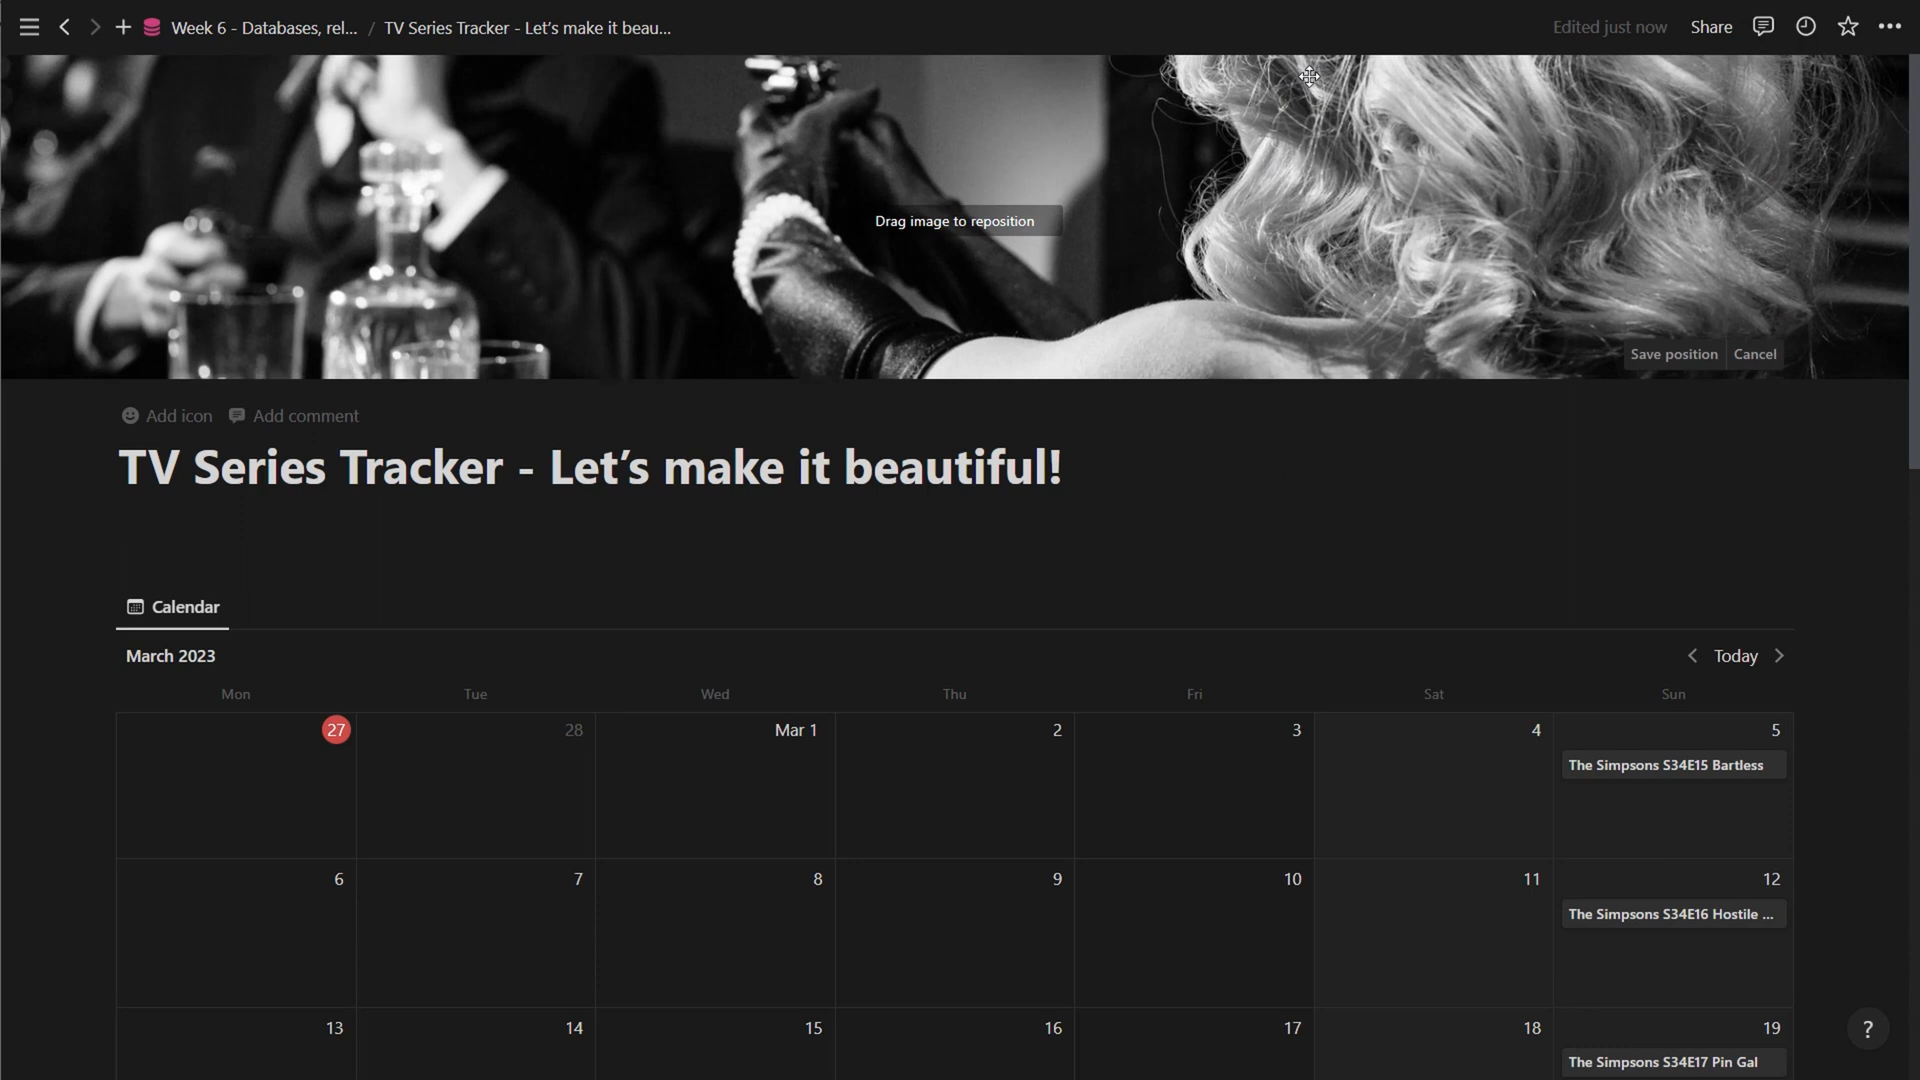 Week 6 - Databases, rel... / TV Series Tracker - Let's make it beau...
Edited just now
Share
Drag image to reposition
Save position
Cancel
Add icon
Add comment
TV Series Tracker - Let's make it beautiful!
Calendar
March 2023
Today
Mon Tue Wed Thu Fri Sat Sun
27 28 Mar 1 2 3 4 5
The Simpsons S34E15 Bartless
6 7 8 9 10 11 12
The Simpsons S34E16 Hostile ...
13 14 15 16 17 18 19
The Simpsons S34E17 Pin Gal
?